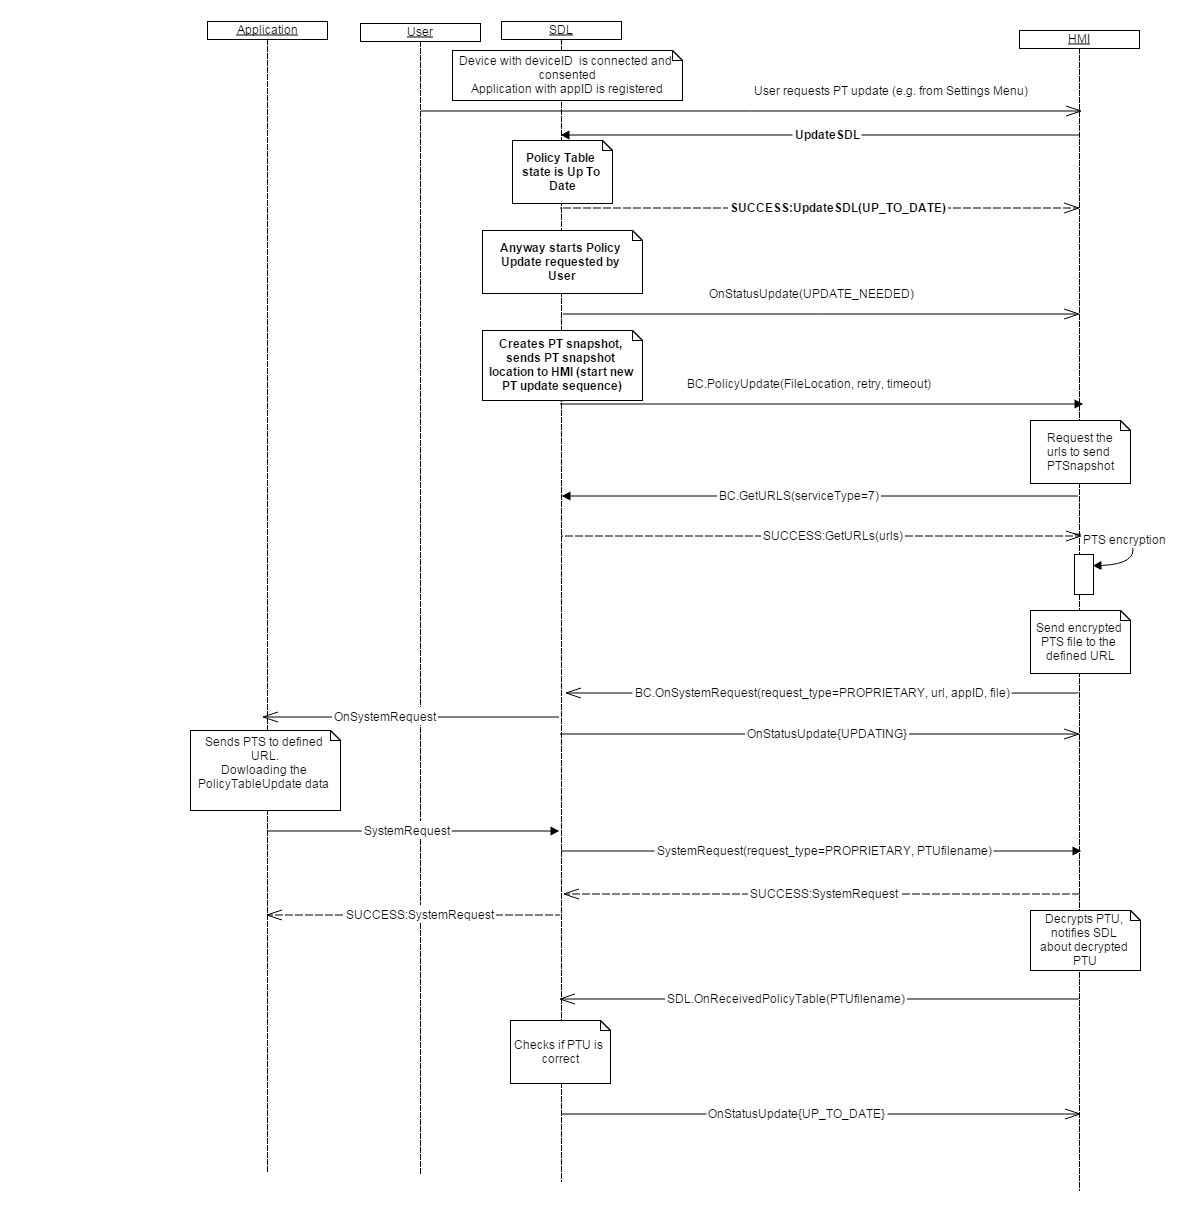 Application
User
SDL
HMI
Device with deviceID is connected and
consented
Application with appID is registered
User requests PT update (e.g. from Settings Menu)
UpdateSDL
Policy Table
state is Up To
Date
SUCCESS:UpdateSDL(UP_TO_DATE)
Anyway starts Policy
Update requested by
User
OnStatusUpdate(UPDATE_NEEDED)
Creates PT snapshot,
sends PT snapshot
location to HMI (start new
PT update sequence)
BC.PolicyUpdate(FileLocation, retry, timeout)
Request the
urls to send
PTSnapshot
BC.GetURLS(serviceType=7)
SUCCESS:GetURLs(urls)
PTS encryption
Send encrypted
PTS file to the
defined URL
BC.OnSystemRequest(request_type=PROPRIETARY, url, appID, file)
OnSystemRequest
OnStatusUpdate{UPDATING}
Sends PTS to defined
URL.
Dowloading the
PolicyTableUpdate data
SystemRequest
SystemRequest(request_type=PROPRIETARY, PTUfilename)
SUCCESS:SystemRequest
SUCCESS:SystemRequest
Decrypts PTU,
notifies SDL
about decrypted
PTU
SDL.OnReceivedPolicyTable(PTUfilename)
Checks if PTU is
correct
OnStatusUpdate{UP_TO_DATE}